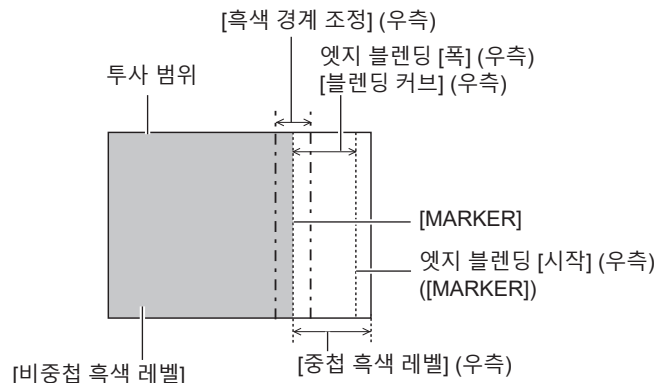 [흑색 경계 조정] (우측)
엣지 블렌딩 [폭] (우측)
[블렌딩 커브] (우측)
투사 범위
[MARKER]
엣지 블렌딩 [시작] (우측)
([MARKER])
[중첩 흑색 레벨] (우측)
[비중첩 흑색 레벨]